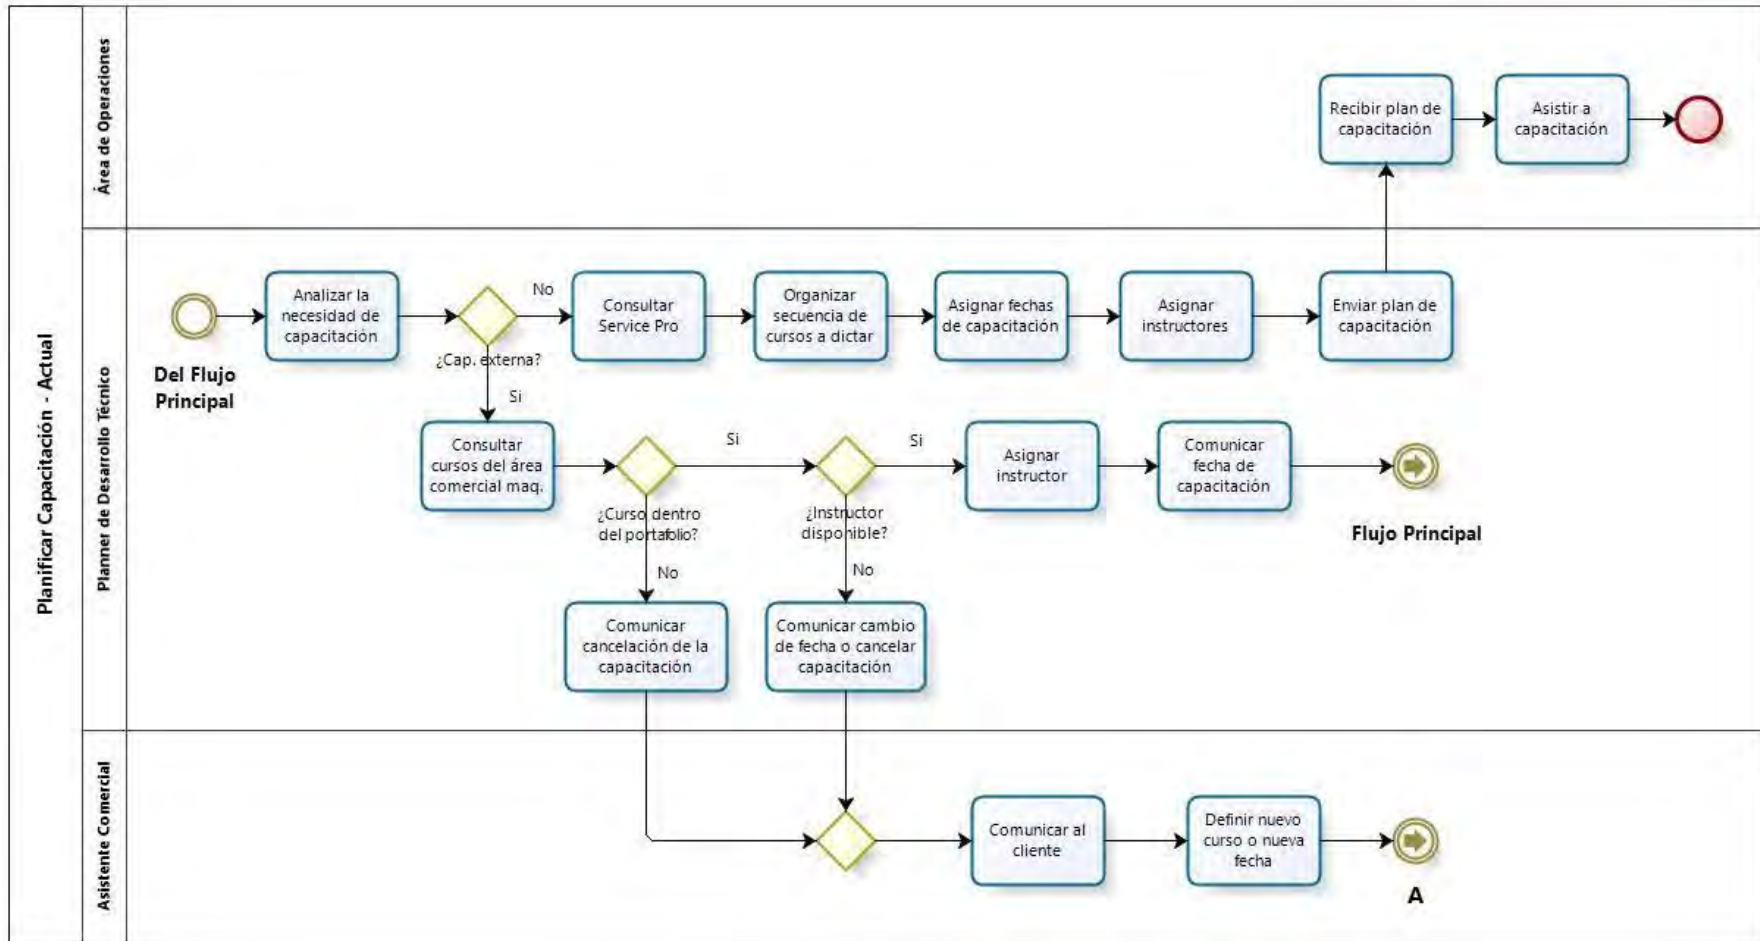 Planificar Capacitación - Actual
Área de Operaciones
Recibir plan de
capacitación
Asistir a
capacitación
Planner de Desarrollo Técnico
Del Flujo
Principal
Analizar la
necesidad de
capacitación
¿Cap. externa?
No
Si
Consultar
Service Pro
Organizar
secuencia de
cursos a dictar
Asignar fechas
de capacitación
Asignar
instructores
Enviar plan de
capacitación
Consultar
cursos del área
comercial maq.
¿Curso dentro
del portafolio?
Si
No
¿Instructor
disponible?
Si
No
Asignar
instructor
Comunicar
fecha de
capacitación
Flujo Principal
Comunicar
cancelación de la
capacitación
Comunicar cambio
de fecha o cancelar
capacitación
Asistente Comercial
Comunicar al
cliente
Definir nuevo
curso o nueva
fecha
A